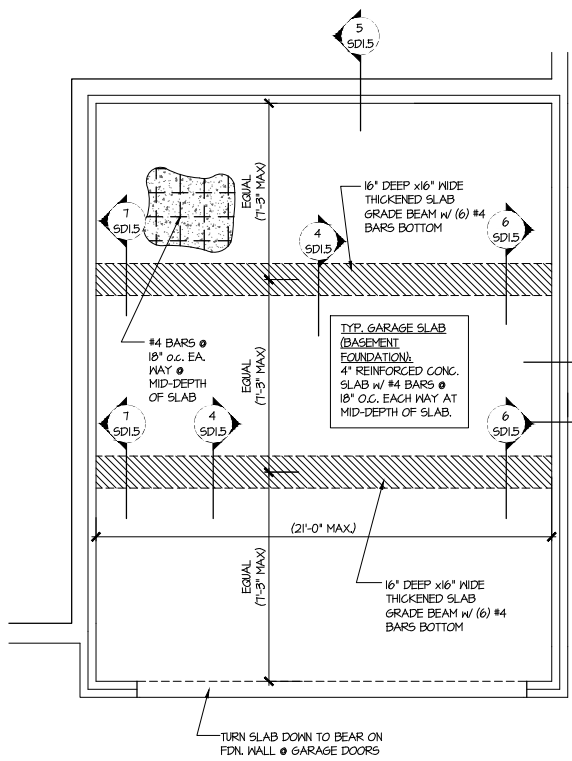 5
SD1.5
EQUAL
(7'-3" MAX)
16" DEEP x16" WIDE
THICKENED SLAB
GRADE BEAM w/ (6) #4
BARS BOTTOM
7
SD1.5
4
SD1.5
6
SD1.5
#4 BARS @
18" o.c. EA.
WAY @
MID-DEPTH
OF SLAB
EQUAL
(7'-3" MAX)
TYP. GARAGE SLAB
(BASEMENT
FOUNDATION):
4" REINFORCED CONC.
SLAB w/ #4 BARS @
18" O.C. EACH WAY AT
MID-DEPTH OF SLAB.
7
SD1.5
4
SD1.5
6
SD1.5
(21'-0" MAX.)
EQUAL
(7'-3" MAX)
16" DEEP x16" WIDE
THICKENED SLAB
GRADE BEAM w/ (6) #4
BARS BOTTOM
TURN SLAB DOWN TO BEAR ON
FDN. WALL @ GARAGE DOORS